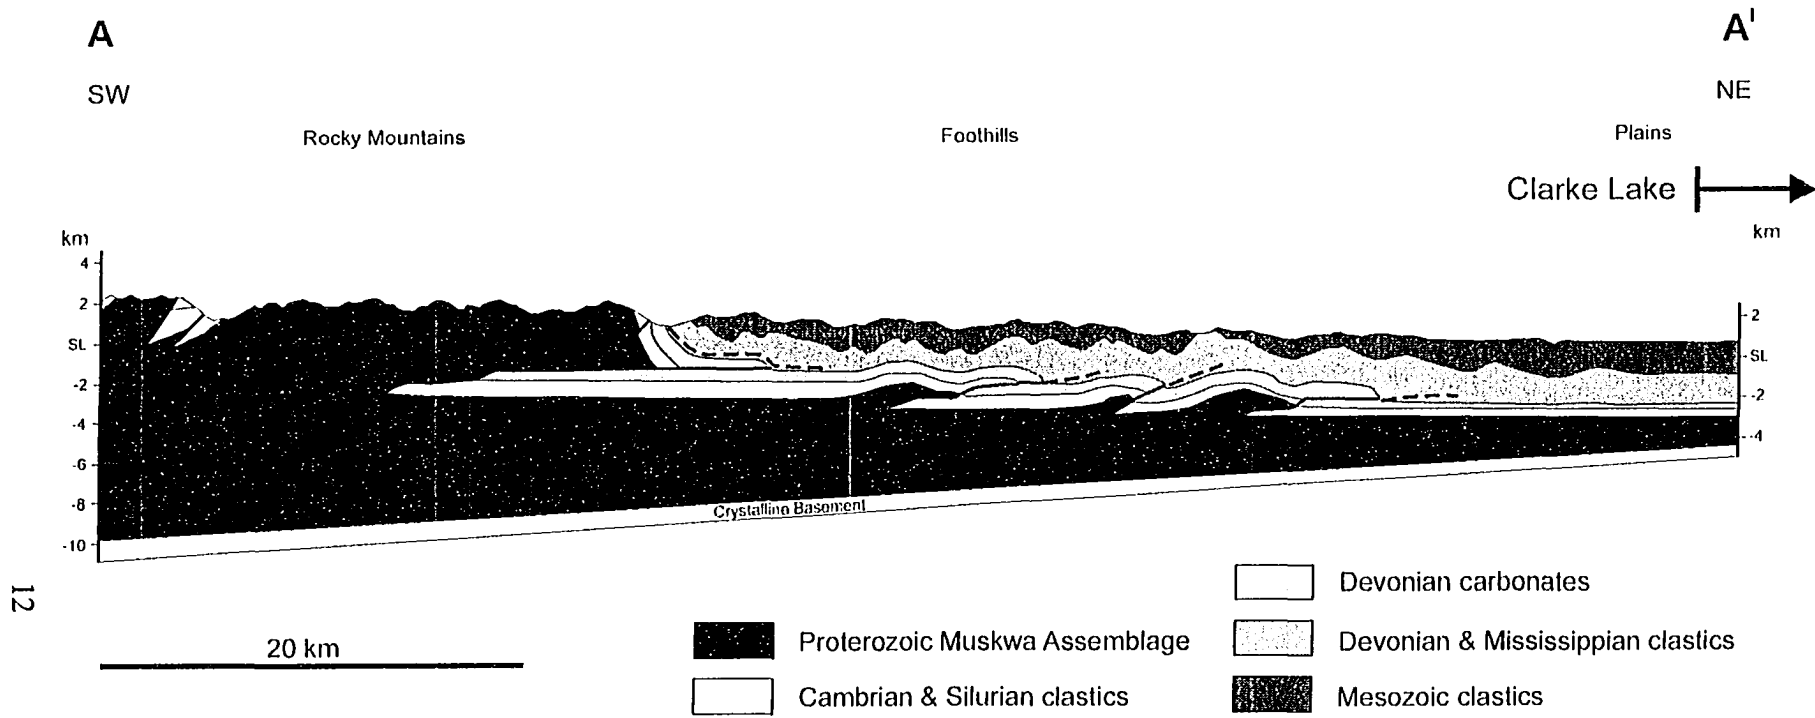 A
A'
SW
NE
Rocky Mountains
Foothills
Plains
Clarke Lake
km
km
4
2
SL
-2
-4
-6
-8
-10
2
SL
-2
-4
Crystalline Basement
12
20 km
Proterozoic Muskwa Assemblage
Cambrian & Silurian clastics
Devonian carbonates
Devonian & Mississippian clastics
Mesozoic clastics